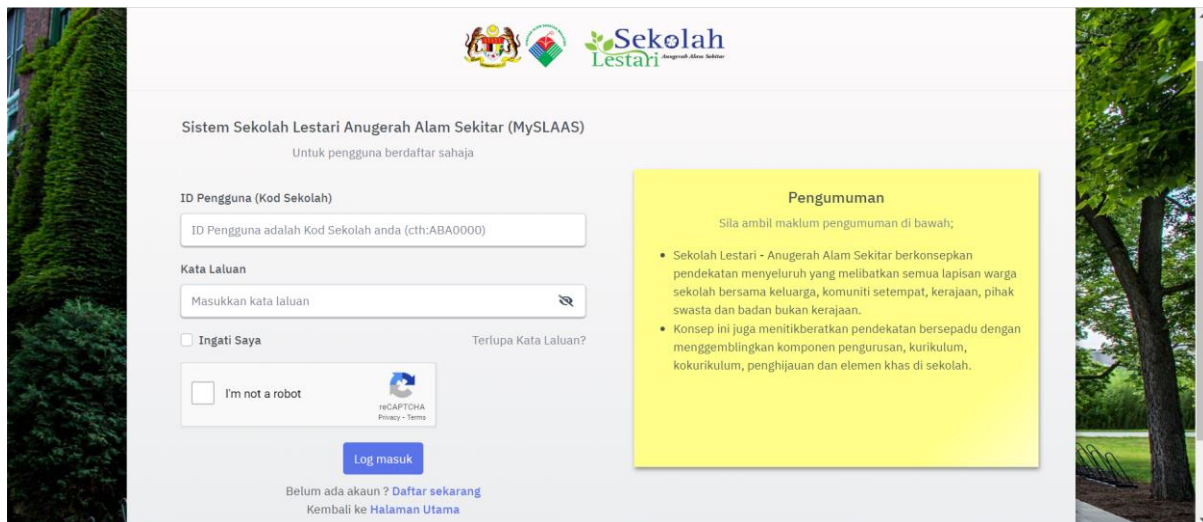 Sekolah
Lestari Anugerah Alam Sekitar
Sistem Sekolah Lestari Anugerah Alam Sekitar (MySLAAS)
Untuk pengguna berdaftar sahaja
ID Pengguna (Kod Sekolah)
ID Pengguna adalah Kod Sekolah anda (cth:ABA0000)
Kata Laluan
Masukkan kata laluan
Ingati Saya
Terlupa Kata Laluan?
I'm not a robot
reCAPTCHA
Privacy - Terms
Log masuk
Belum ada akaun ? Daftar sekarang
Kembali ke Halaman Utama
Pengumuman
Sila ambil maklum pengumuman di bawah;
• Sekolah Lestari - Anugerah Alam Sekitar berkonsepkan
pendekatan menyeluruh yang melibatkan semua lapisan warga
sekolah bersama keluarga, komuniti setempat, kerajaan, pihak
swasta dan badan bukan kerajaan.
• Konsep ini juga menitikberatkan pendekatan bersepadu dengan
menggemblingkan komponen pengurusan, kurikulum,
kokurikulum, penghijauan dan elemen khas di sekolah.